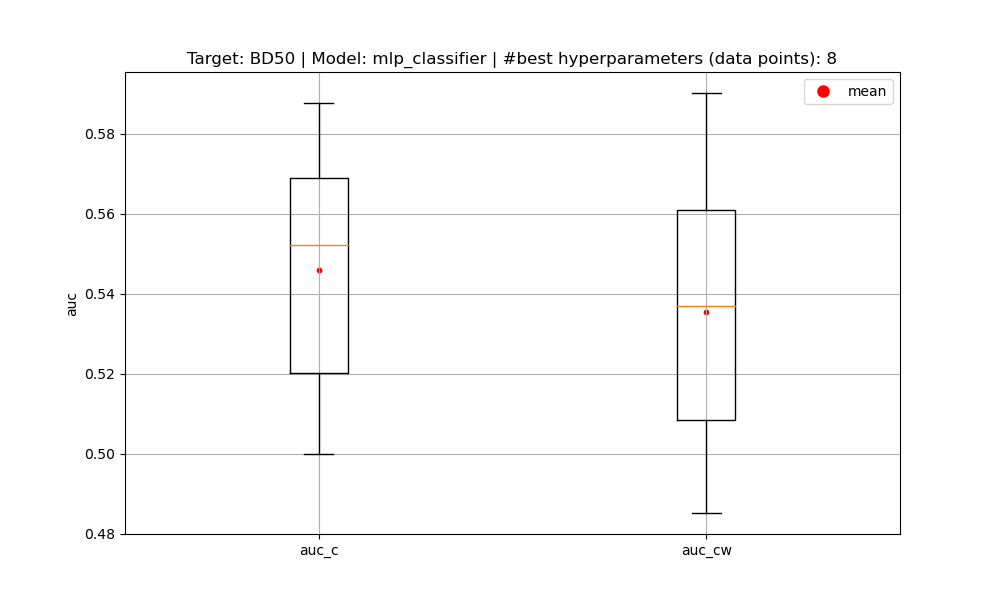 Target: BD50 | Model: mlp_classifier | #best hyperparameters (data points): 8
mean
0.58
0.56
0.54
0.52
0.50
0.48
auc
auc_c
auc_cw